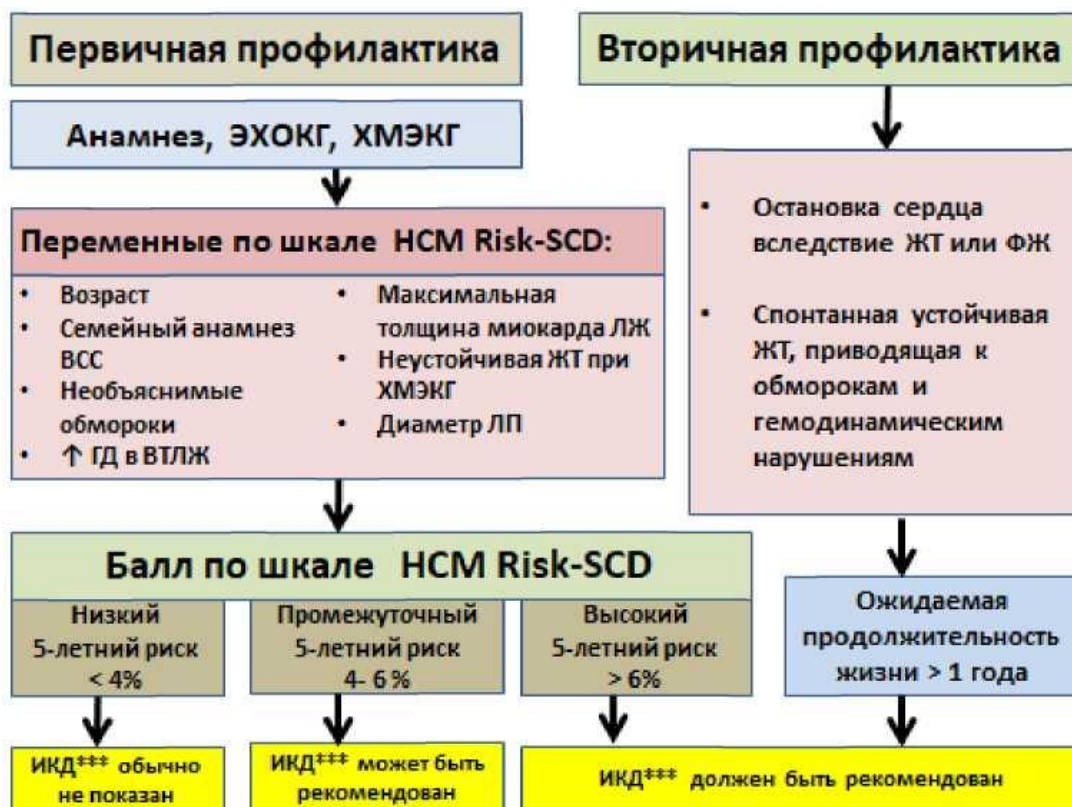 Первичная профилактика
Анамнез, ЭХОКГ, ХМЭКГ
Переменные по шкале HCM Risk-SCD:
• Возраст
• Семейный анамнез
ВСС
• Необъяснимые
обмороки
• ↑ ГД в ВТЛЖ
• Максимальная
толщина миокарда ЛЖ
• Неустойчивая ЖТ при
ХМЭКГ
• Диаметр ЛП
Балл по шкале HCM Risk-SCD
Низкий
5-летний риск
< 4%
Промежуточный
5-летний риск
4- 6 %
Высокий
5-летний риск
> 6%
ИКД*** обычно
не показан
ИКД*** может быть
рекомендован
Вторичная профилактика
• Остановка сердца
вследствие ЖТ или ФЖ
• Спонтанная устойчивая
ЖТ, приводящая к
обморокам и
гемодинамическим
нарушениям
Ожидаемая
продолжительность
жизни > 1 года
ИКД*** должен быть рекомендован